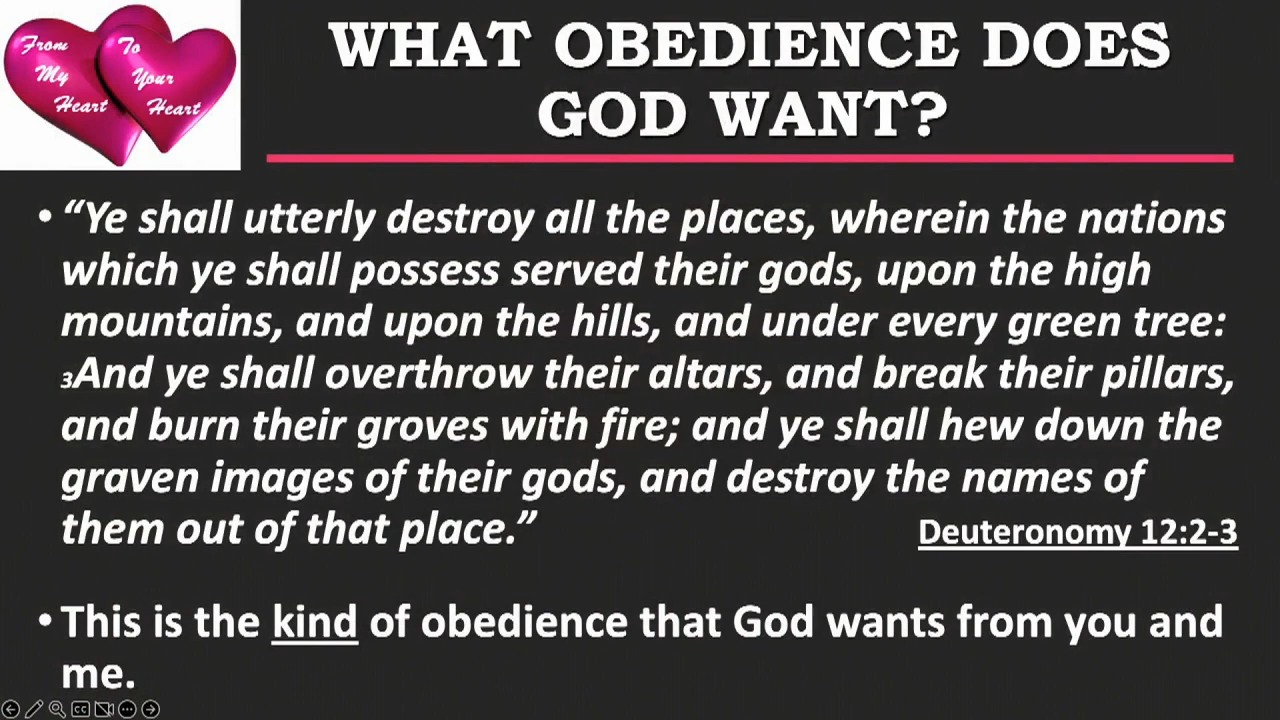 From
My
Heart
To
Your
Heart
WHAT OBEDIENCE DOES
GOD WANT?
• “Ye shall utterly destroy all the places, wherein the nations
which ye shall possess served their gods, upon the high
mountains, and upon the hills, and under every green tree:
3And ye shall overthrow their altars, and break their pillars,
and burn their groves with fire; and ye shall hew down the
graven images of their gods, and destroy the names of
them out of that place.” Deuteronomy 12:2-3
• This is the kind of obedience that God wants from you and
me.
CC